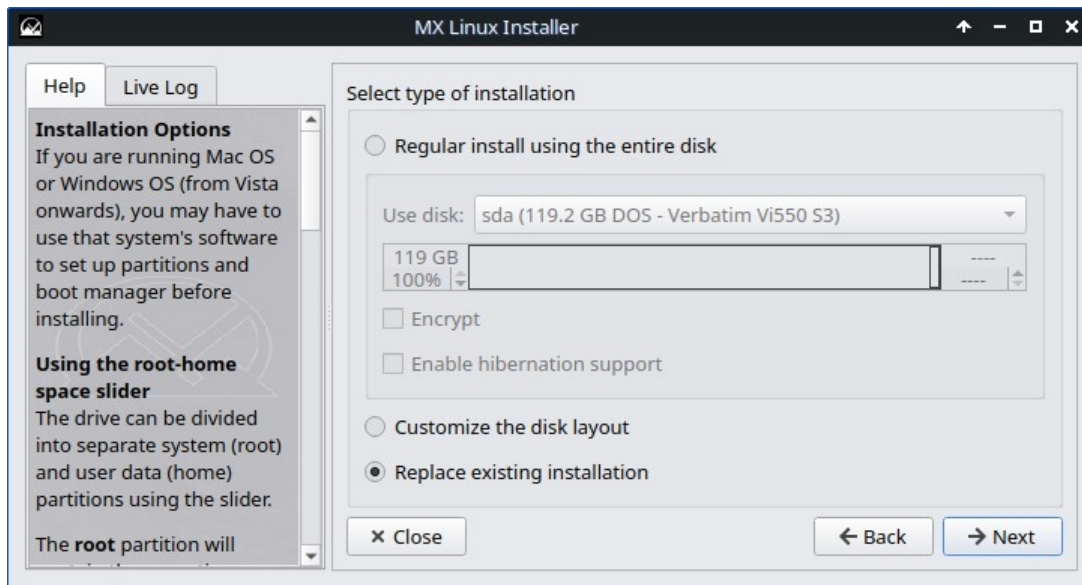 MX Linux Installer
Help
Live Log
Installation Options
If you are running Mac OS
or Windows OS (from Vista
onwards), you may have to
use that system's software
to set up partitions and
boot manager before
installing.
Using the root-home
space slider
The drive can be divided
into separate system (root)
and user data (home)
partitions using the slider.
The root partition will
Select type of installation
Regular install using the entire disk
Use disk: sda (119.2 GB DOS - Verbatim Vi550 S3)
119 GB ----
100% ----
Encrypt
Enable hibernation support
Customize the disk layout
Replace existing installation
Close
Back
Next